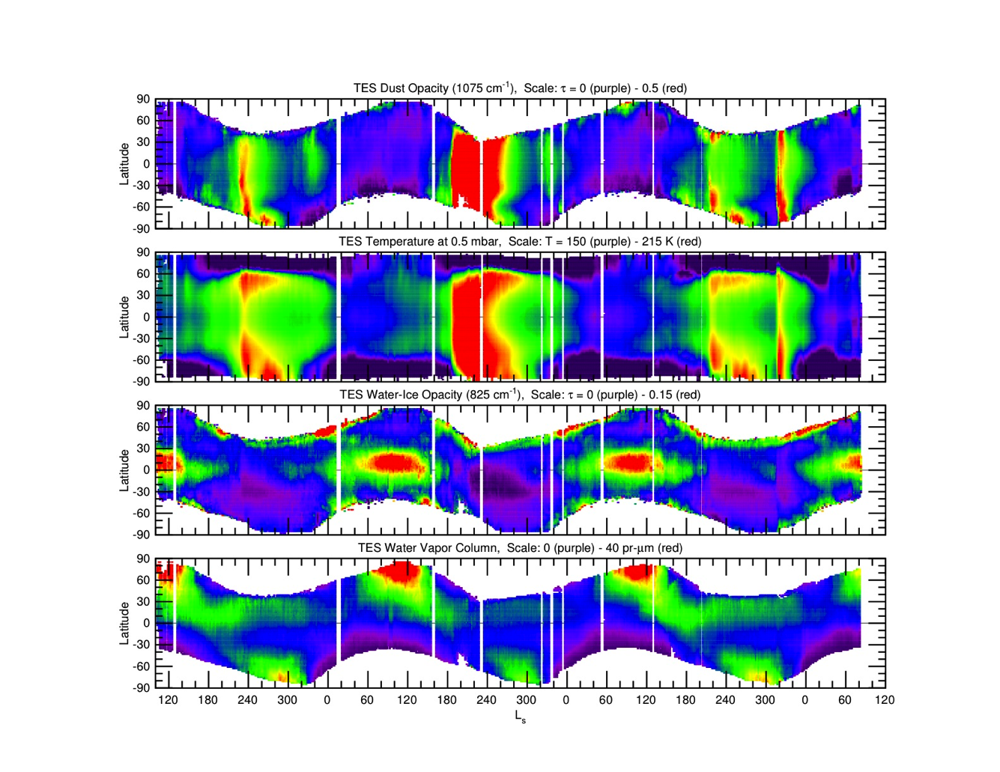 TES Dust Opacity (1075 cm-1), Scale: τ = 0 (purple) - 0.5 (red)
90
60
30
0
-30
-60
-90
Latitude
TES Temperature at 0.5 mbar, Scale: T = 150 (purple) - 215 K (red)
90
60
30
0
-30
-60
-90
Latitude
TES Water-Ice Opacity (825 cm-1), Scale: τ = 0 (purple) - 0.15 (red)
90
60
30
0
-30
-60
-90
Latitude
TES Water Vapor Column, Scale: 0 (purple) - 40 pr-μm (red)
90
60
30
0
-30
-60
-90
Latitude
120 180 240 300 0 60 120 180 240 300 0 60 120 180 240 300 0 60 120
Ls